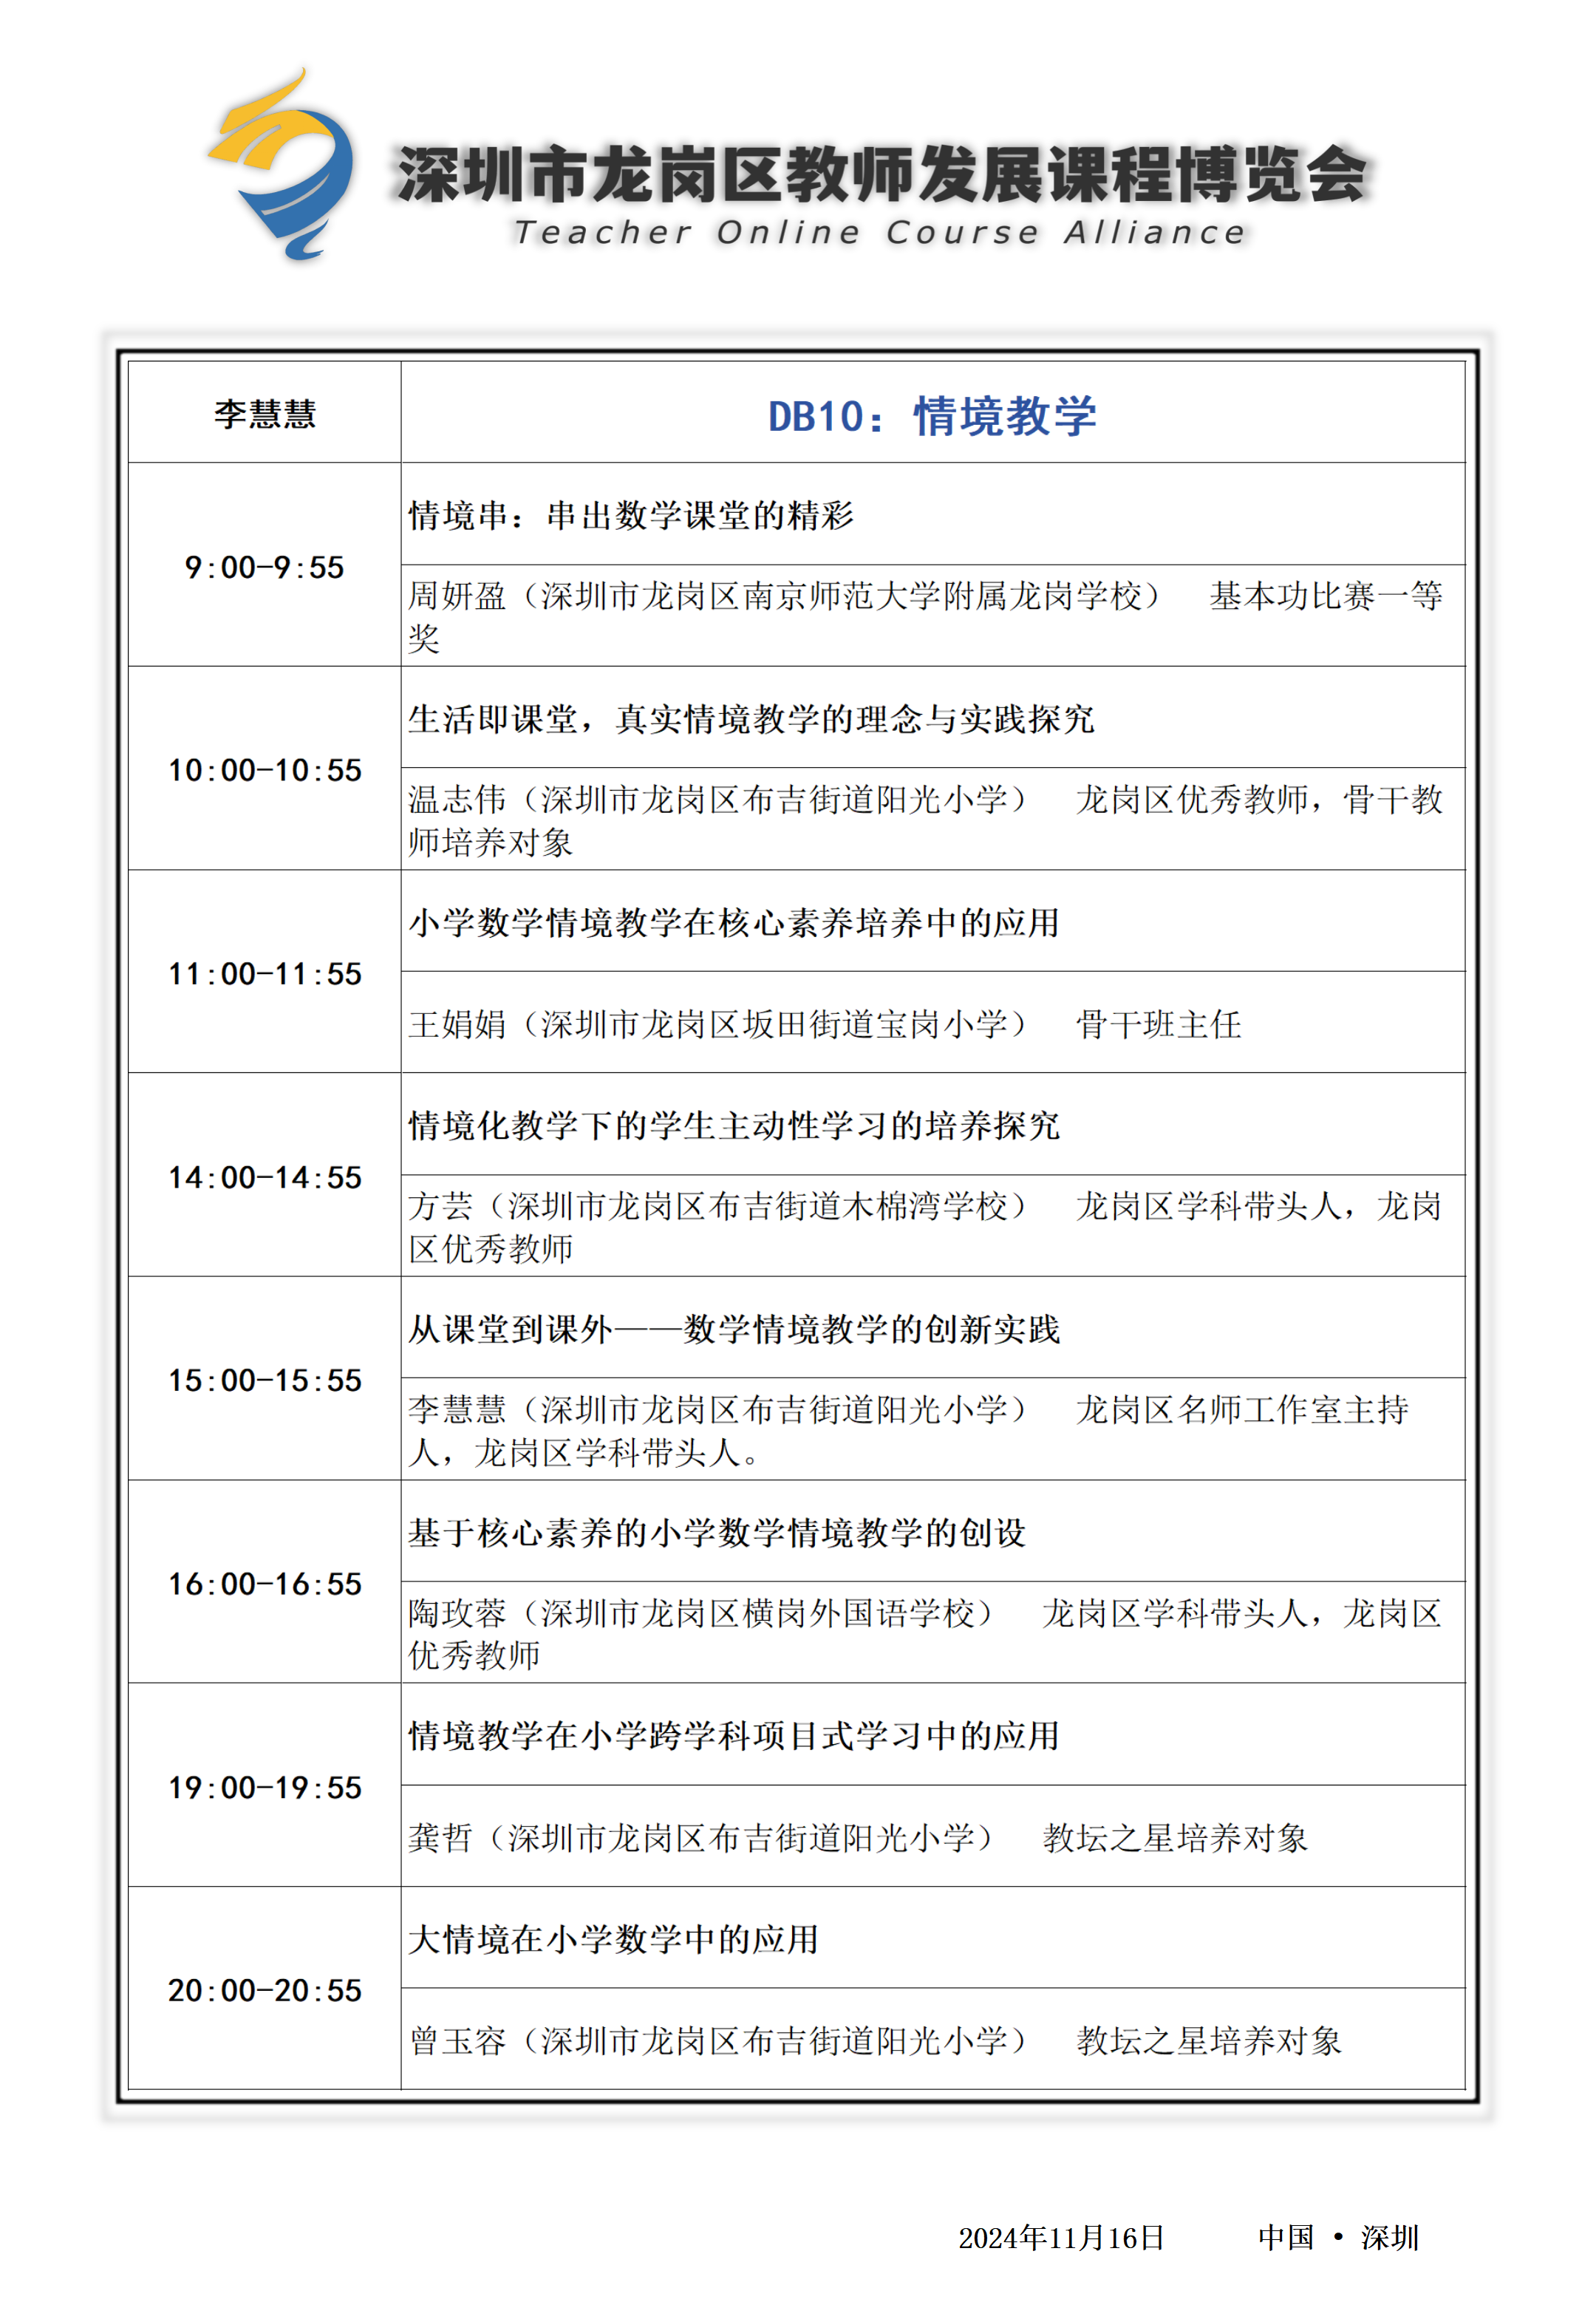 深圳市龙岗区教师发展课程博览会
Teacher Online Course Alliance
李慧慧
DB10：情境教学
9:00-9:55
情境串：串出数学课堂的精彩
周妍盈（深圳市龙岗区南京师范大学附属龙岗学校） 基本功比赛一等
奖
10:00-10:55
生活即课堂，真实情境教学的理念与实践探究
温志伟（深圳市龙岗区布吉街道阳光小学） 龙岗区优秀教师，骨干教
师培养对象
11:00-11:55
小学数学情境教学在核心素养培养中的应用
王娟娟（深圳市龙岗区坂田街道宝岗小学） 骨干班主任
14:00-14:55
情境化教学下的学生主动性学习的培养探究
方芸（深圳市龙岗区布吉街道木棉湾学校） 龙岗区学科带头人，龙岗
区优秀教师
15:00-15:55
从课堂到课外——数学情境教学的创新实践
李慧慧（深圳市龙岗区布吉街道阳光小学） 龙岗区名师工作室主持
人，龙岗区学科带头人。
16:00-16:55
基于核心素养的小学数学情境教学的创设
陶玫蓉（深圳市龙岗区横岗外国语学校） 龙岗区学科带头人，龙岗区
优秀教师
19:00-19:55
情境教学在小学跨学科项目式学习中的应用
龚哲（深圳市龙岗区布吉街道阳光小学） 教坛之星培养对象
20:00-20:55
大情境在小学数学中的应用
曾玉容（深圳市龙岗区布吉街道阳光小学） 教坛之星培养对象
2024年11月16日 中国 • 深圳